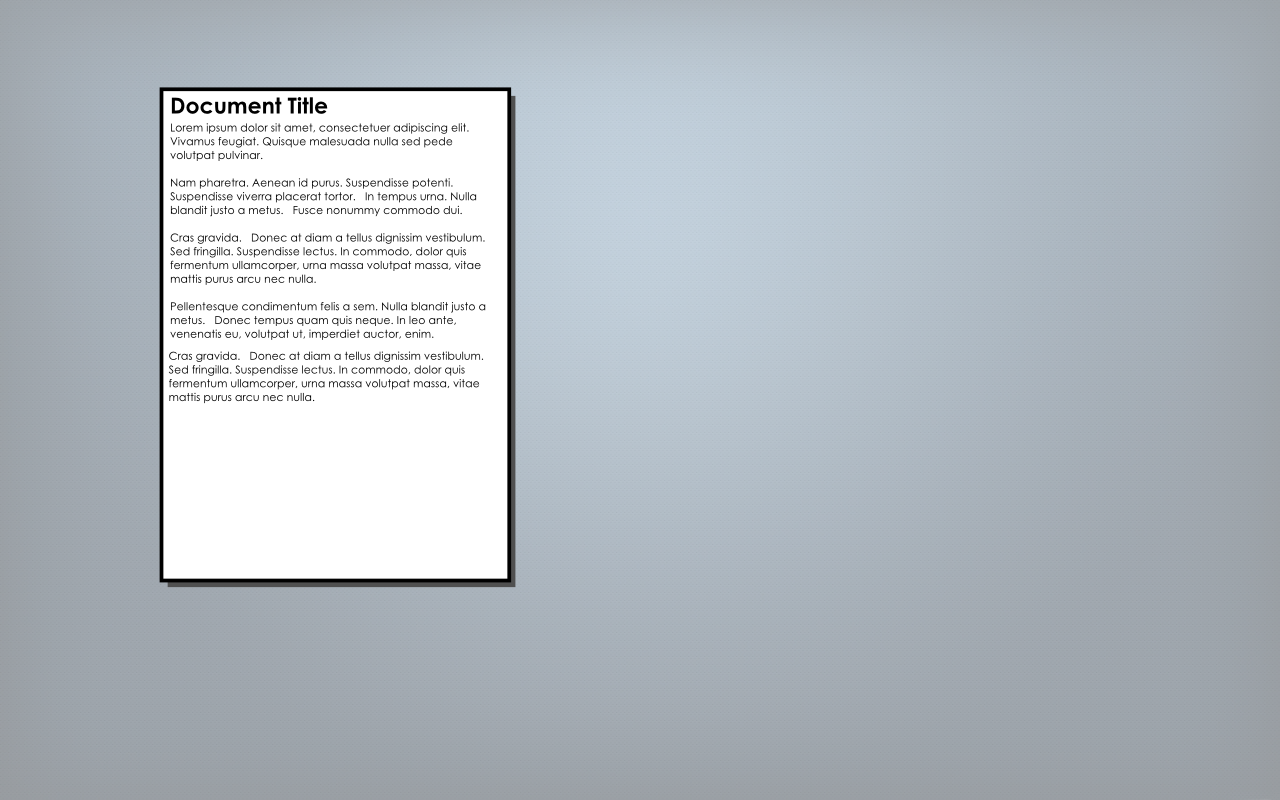 Document Title
Lorem ipsum dolor sit amet, consectetuer adipiscing elit.
Vivamus feugiat. Quisque malesuada nulla sed pede
volutpat pulvinar.
Nam pharetra. Aenean id purus. Suspendisse potenti.
Suspendisse viverra placerat tortor.   In tempus urna. Nulla
blandit justo a metus.   Fusce nonummy commodo dui.
Cras gravida.   Donec at diam a tellus dignissim vestibulum.
Sed fringilla. Suspendisse lectus. In commodo, dolor quis
fermentum ullamcorper, urna massa volutpat massa, vitae
mattis purus arcu nec nulla.
Pellentesque condimentum felis a sem. Nulla blandit justo a
metus.   Donec tempus quam quis neque. In leo ante,
venenatis eu, volutpat ut, imperdiet auctor, enim.
Cras gravida.   Donec at diam a tellus dignissim vestibulum.
Sed fringilla. Suspendisse lectus. In commodo, dolor quis
fermentum ullamcorper, urna massa volutpat massa, vitae
mattis purus arcu nec nulla.